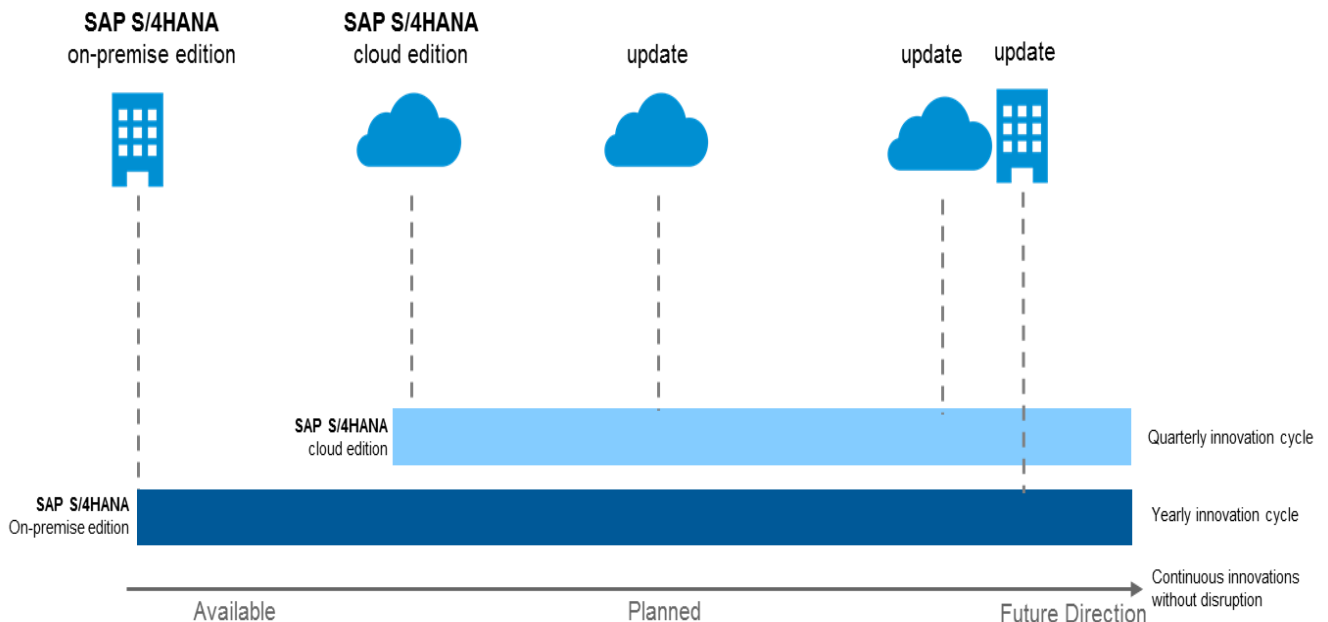 SAP S/4HANA
on-premise edition
SAP S/4HANA
cloud edition
update
update
update
SAP S/4HANA
cloud edition
Quarterly innovation cycle
SAP S/4HANA
On-premise edition
Yearly innovation cycle
Continuous innovations
without disruption
Available
Planned
Future Direction